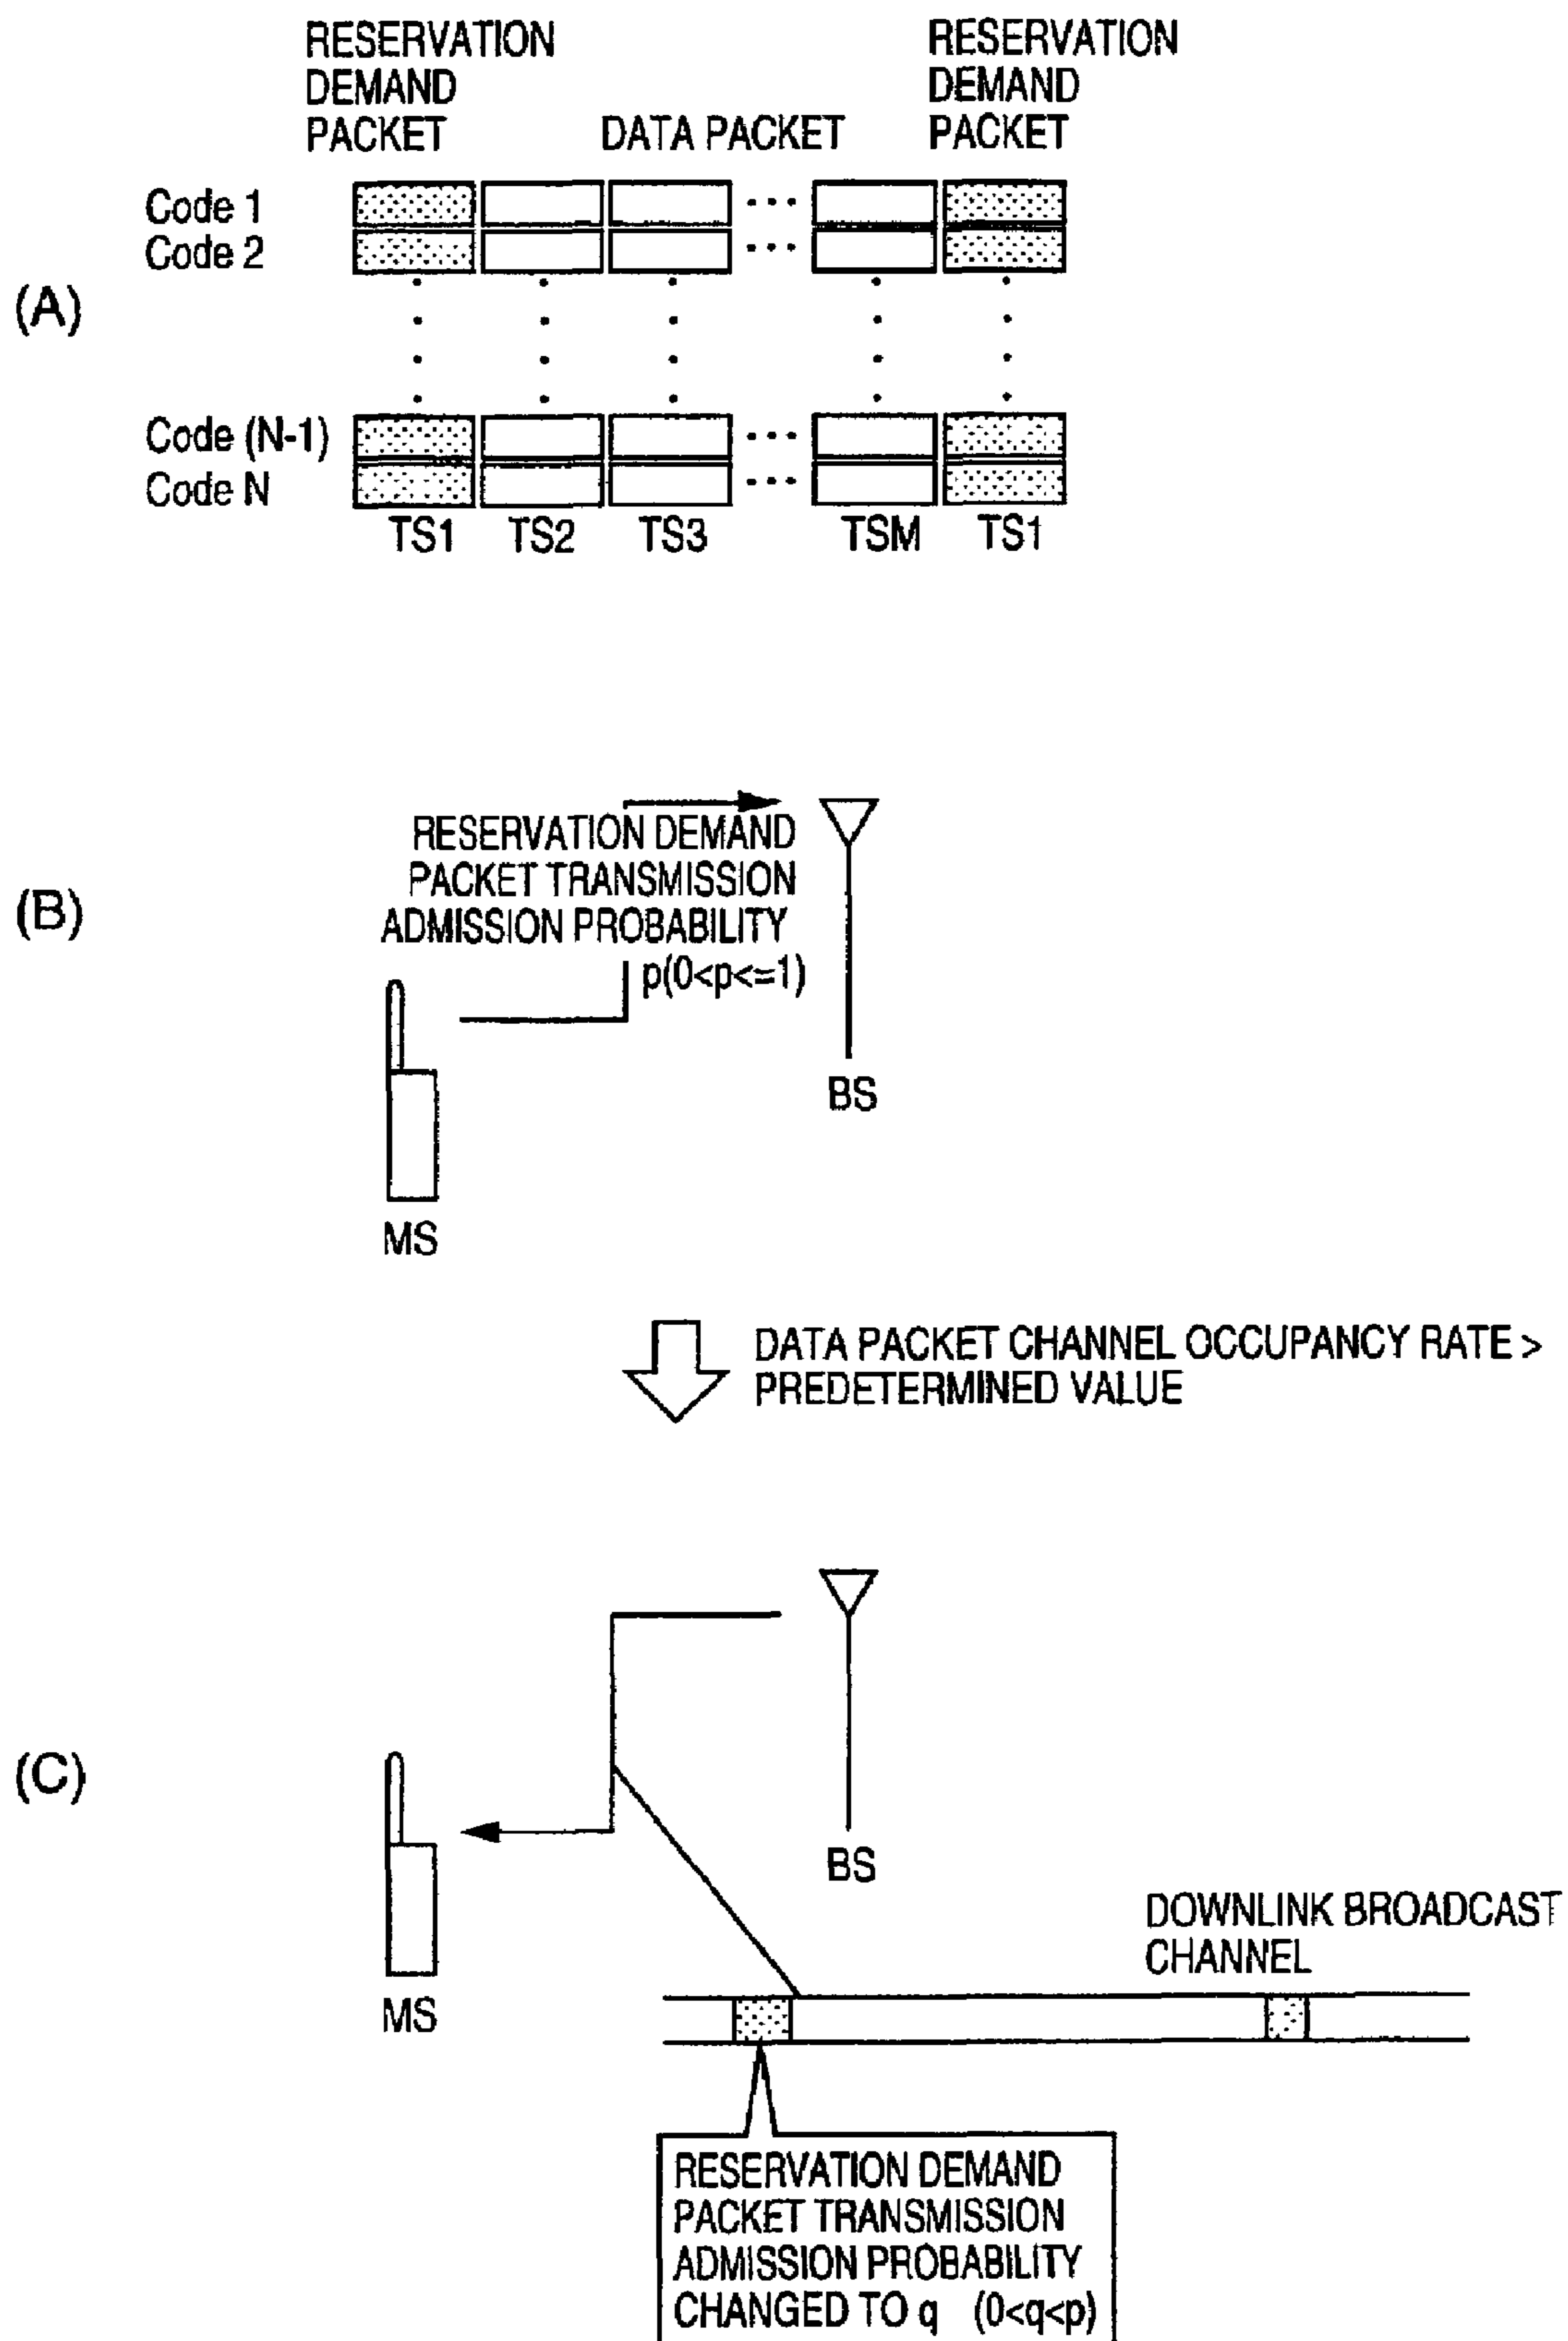 RESERVATION
DEMAND
PACKET
DATA PACKET
RESERVATION
DEMAND
PACKET
(A)
Code 1
Code 2
Code (N-1)
Code N
TS1 TS2 TS3 TSM TS1
(B)
RESERVATION DEMAND
PACKET TRANSMISSION
ADMISSION PROBABILITY
p(0<p<=1)
BS
MS
DATA PACKET CHANNEL OCCUPANCY RATE >
PREDETERMINED VALUE
(C)
BS
MS
DOWNLINK BROADCAST
CHANNEL
RESERVATION DEMAND
PACKET TRANSMISSION
ADMISSION PROBABILITY
CHANGED TO q (0<q<p)